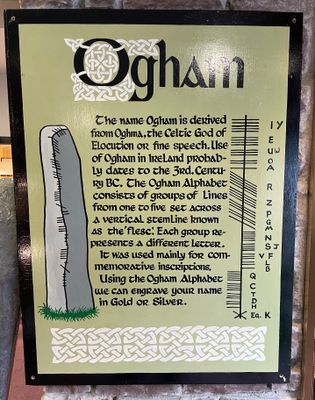 Ogham
The name Ogham is derived
from Oghma, the Celtic God of
Elocution or fine speech. Use
of Ogham in Ireland probab-
ly dates to the 3rd. Centu-
ry BC. The Ogham Alphabet
consists of groups of Lines
from one to five set across
a vertical stemline known
as the 'flesc'. Each group re-
presents a different letter.
It was used mainly for com-
memorative inscriptions.
Using the Ogham Alphabet
we can engrave your name
in Gold or Silver.
I Y
E
U W
O
A
R
Z
P
G
M
N
S J
V F
L
B
Q
C
T
D
H
Ea. K